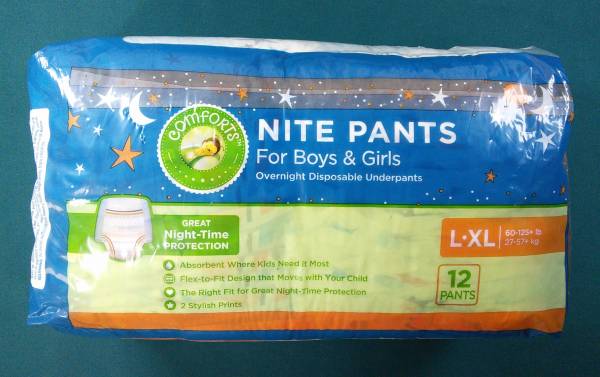 COMFORTS
NITE PANTS
For Boys & Girls
Overnight Disposable Underpants
GREAT
Night-Time
PROTECTION
L•XL
60-125+ lb
27-57+ kg
Absorbent Where Kids Need it Most
Flex-to-Fit Design that Moves with Your Child
The Right Fit for Great Night-Time Protection
2 Stylish Prints
12
PANTS